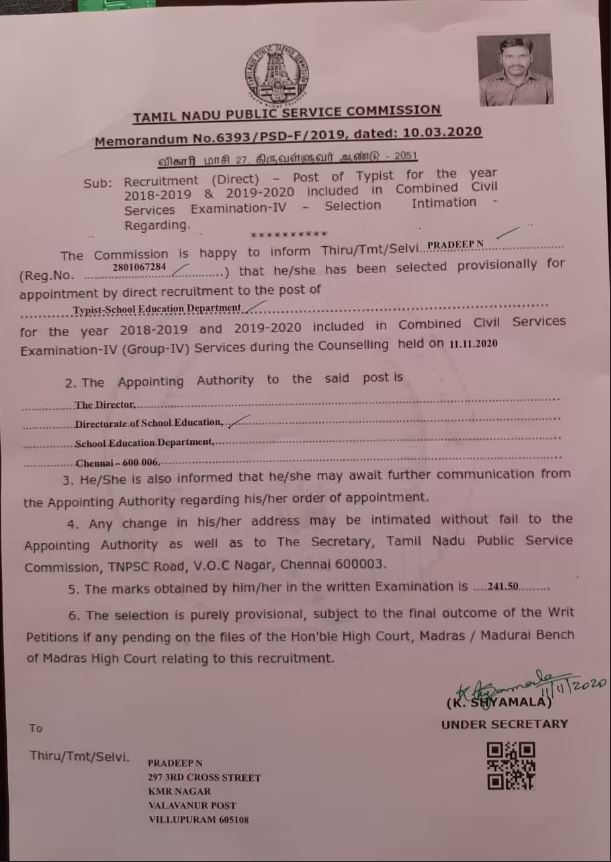 TAMIL NADU PUBLIC SERVICE COMMISSION
Memorandum No.6393/PSD-F/2019, dated: 10.03.2020
விகாரி மாசி 27, திருவள்ளுவர் ஆண்டு - 2051
Sub: Recruitment (Direct) – Post of Typist for the year
2018-2019 & 2019-2020 included in Combined Civil
Services Examination-IV – Selection Intimation -
Regarding.
**********
The Commission is happy to inform Thiru/Tmt/Selvi..PRADEEP N....................
(Reg.No. ......2801067284..............) that he/she has been selected provisionally for
appointment by direct recruitment to the post of
............Typist-School Education Department............................................................
for the year 2018-2019 and 2019-2020 included in Combined Civil Services
Examination-IV (Group-IV) Services during the Counselling held on 11.11.2020
2. The Appointing Authority to the said post is
............The Director,............................................................
............Directorate of School Education,............................................................
............School Education Department,............................................................
............Chennai – 600 006.............................................................
3. He/She is also informed that he/she may await further communication from
the Appointing Authority regarding his/her order of appointment.
4. Any change in his/her address may be intimated without fail to the
Appointing Authority as well as to The Secretary, Tamil Nadu Public Service
Commission, TNPSC Road, V.O.C Nagar, Chennai 600003.
5. The marks obtained by him/her in the written Examination is ....241.50.........
6. The selection is purely provisional, subject to the final outcome of the Writ
Petitions if any pending on the files of the Hon'ble High Court, Madras / Madurai Bench
of Madras High Court relating to this recruitment.
K. Shyamala
11/11/2020
(K. SHYAMALA)
UNDER SECRETARY
To
Thiru/Tmt/Selvi.
PRADEEP N
297 3RD CROSS STREET
KMR NAGAR
VALAVANUR POST
VILLUPURAM 605108